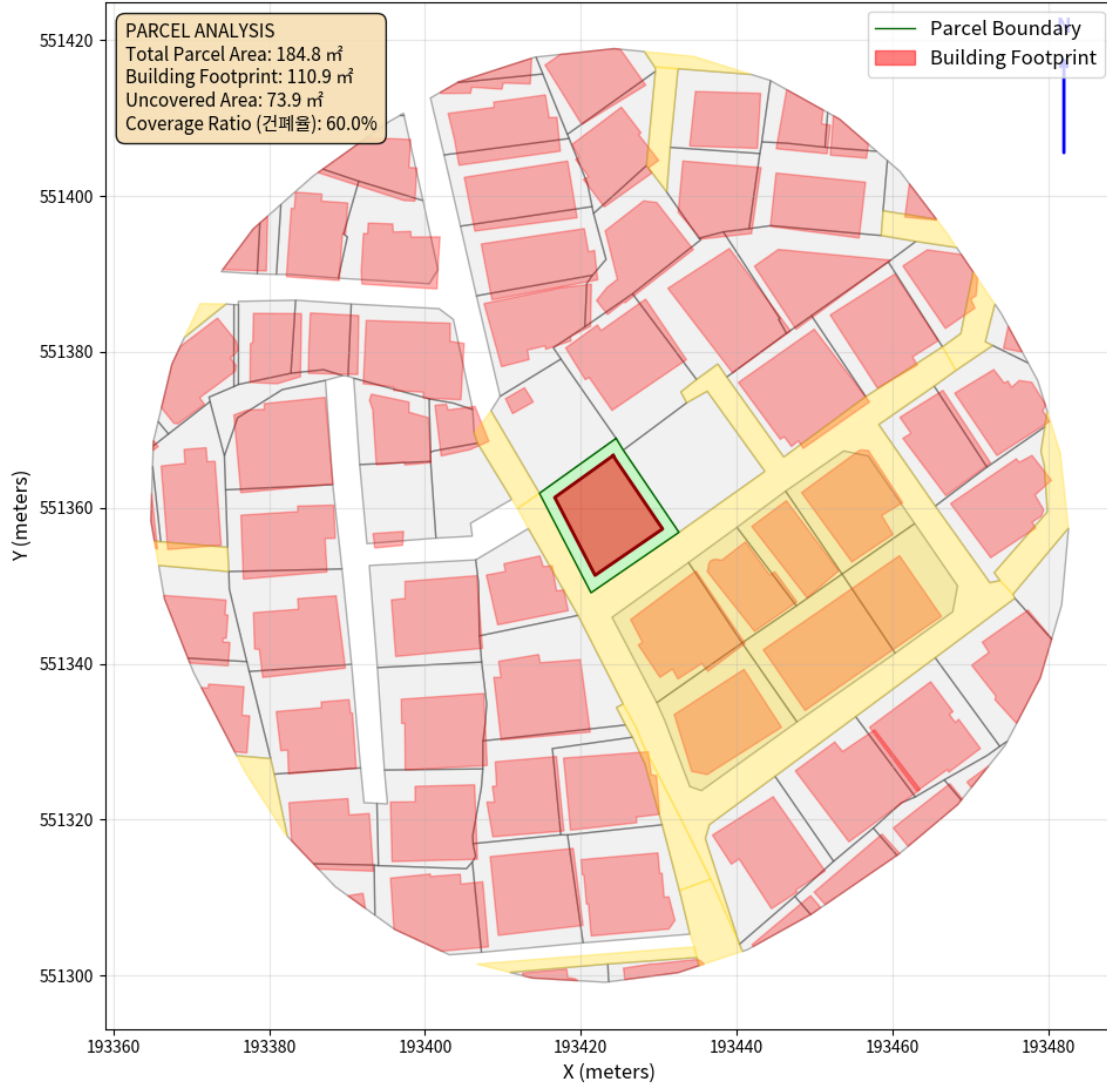 PARCEL ANALYSIS
Total Parcel Area: 184.8 ㎡
Building Footprint: 110.9 ㎡
Uncovered Area: 73.9 ㎡
Coverage Ratio (건폐율): 60.0%
Parcel Boundary
Building Footprint
N
551420
551400
551380
551360
551340
551320
551300
Y (meters)
193360
193380
193400
193420
193440
193460
193480
X (meters)